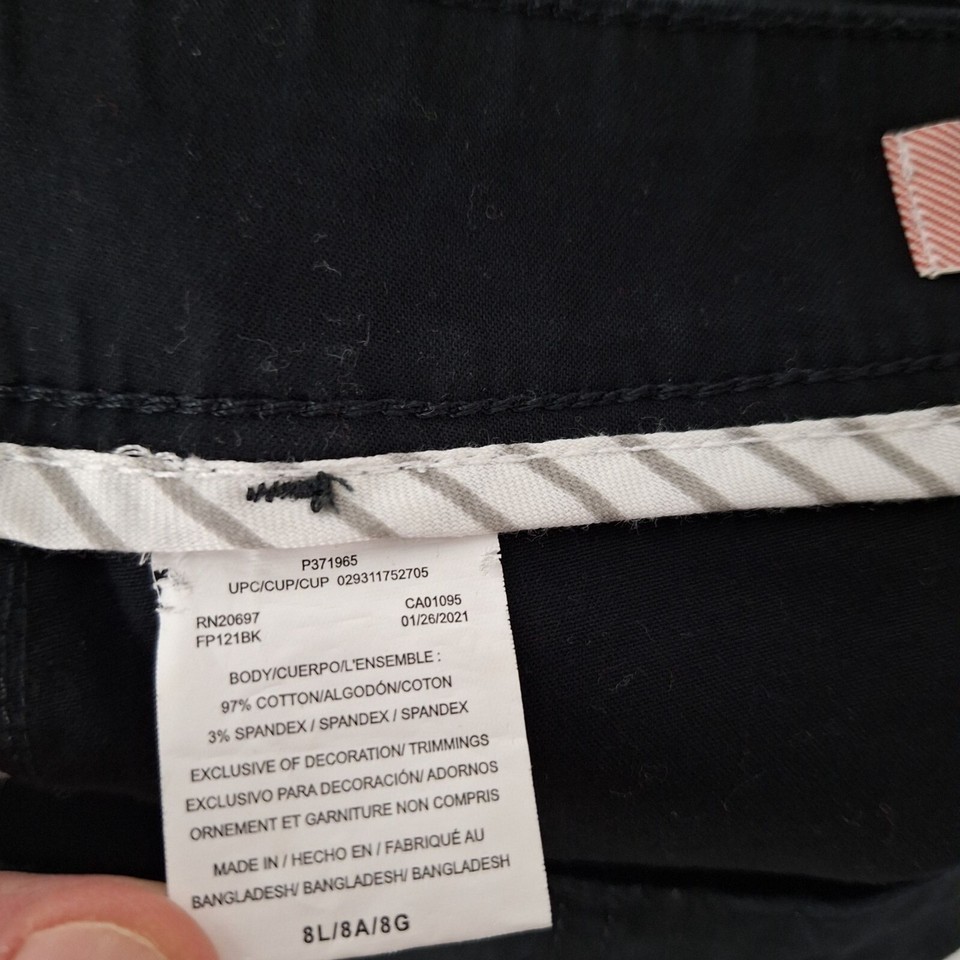 P371965
UPC/CUP/CUP 029311752705
RN20697 CA01095
FP121BK 01/26/2021
BODY/CUERPO/L'ENSEMBLE :
97% COTTON/ALGODÓN/COTON
3% SPANDEX / SPANDEX / SPANDEX
EXCLUSIVE OF DECORATION/ TRIMMINGS
EXCLUSIVO PARA DECORACIÓN/ ADORNOS
ORNEMENT ET GARNITURE NON COMPRIS
MADE IN / HECHO EN / FABRIQUÉ AU
BANGLADESH/ BANGLADESH/ BANGLADESH
8L/8A/8G